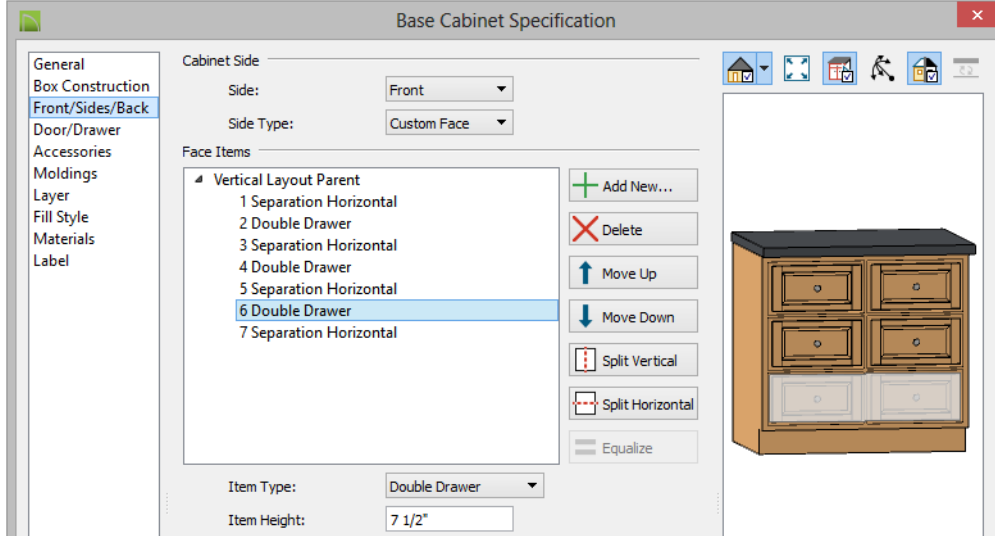 Base Cabinet Specification
General
Box Construction
Front/Sides/Back
Door/Drawer
Accessories
Moldings
Layer
Fill Style
Materials
Label
Cabinet Side
Side: Front
Side Type: Custom Face
Face Items
Vertical Layout Parent
1 Separation Horizontal
2 Double Drawer
3 Separation Horizontal
4 Double Drawer
5 Separation Horizontal
6 Double Drawer
7 Separation Horizontal
Add New...
Delete
Move Up
Move Down
Split Vertical
Split Horizontal
Equalize
Item Type: Double Drawer
Item Height: 7 1/2"